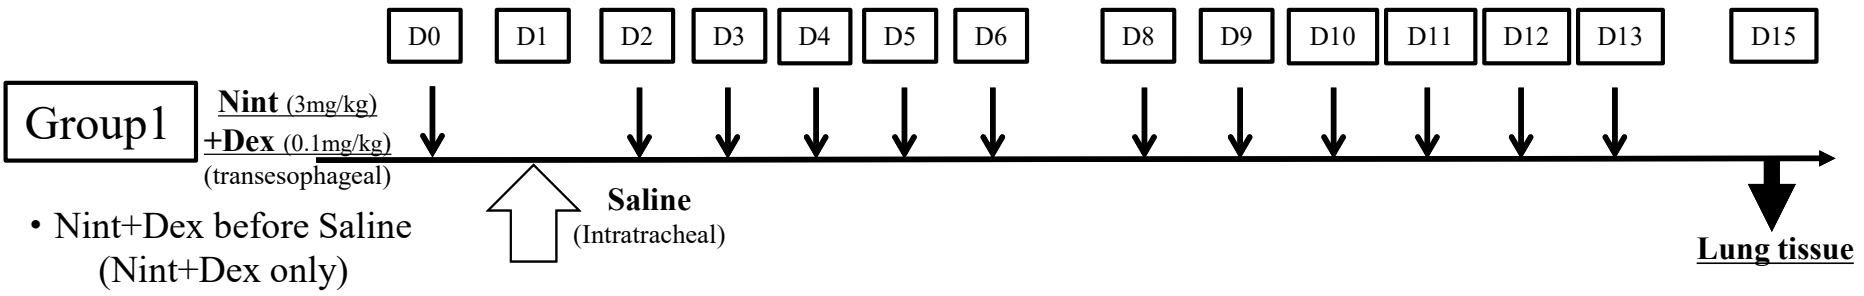 D0 D1 D2 D3 D4 D5 D6 D8 D9 D10 D11 D12 D13 D15
Group1
Nint (3mg/kg)
+Dex (0.1mg/kg)
(transesophageal)
Saline
(Intratracheal)
・Nint+Dex before Saline
(Nint+Dex only)
Lung tissue